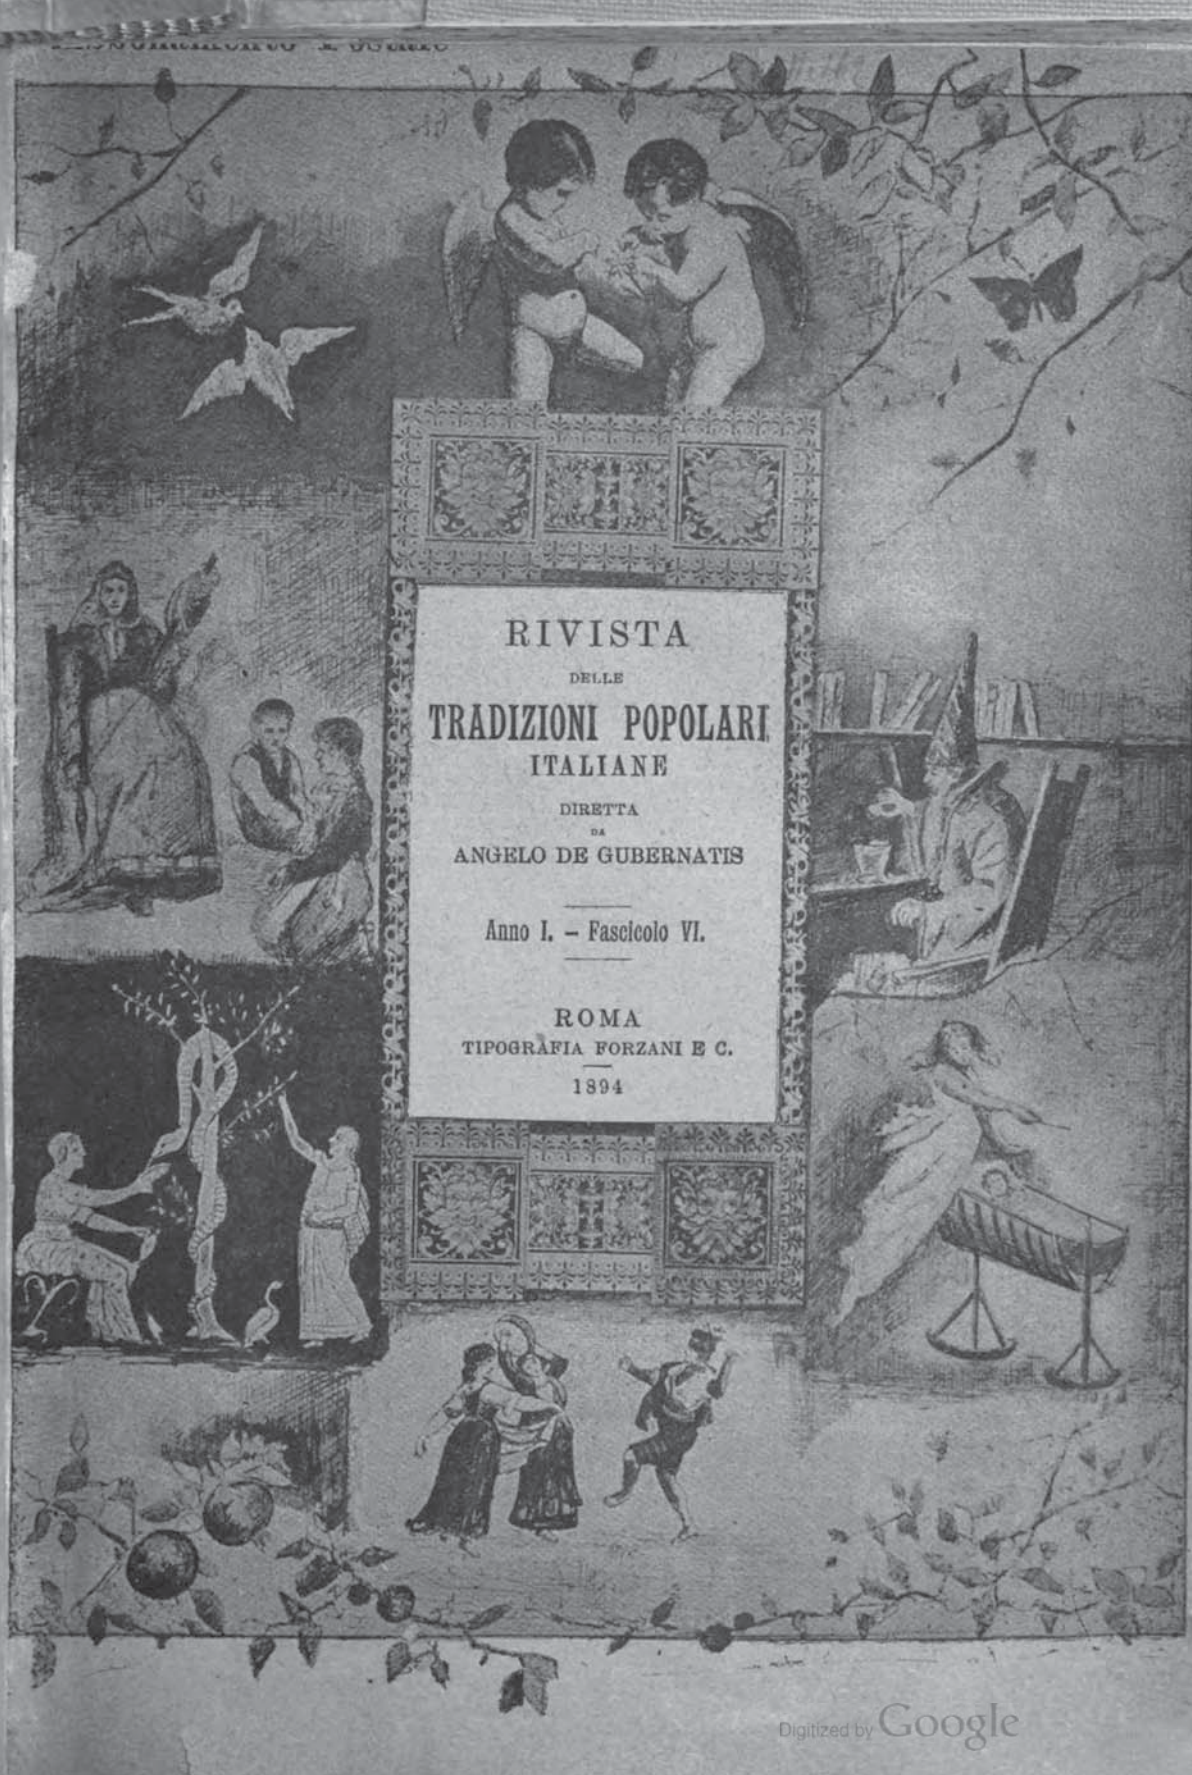 RIVISTA
DELLE
TRADIZIONI POPOLARI
ITALIANE
DIRETTA
DA
ANGELO DE GUBERNATIS
Anno I. – Fascicolo VI.
ROMA
TIPOGRAFIA FORZANI E C.
1894
Digitized by Google